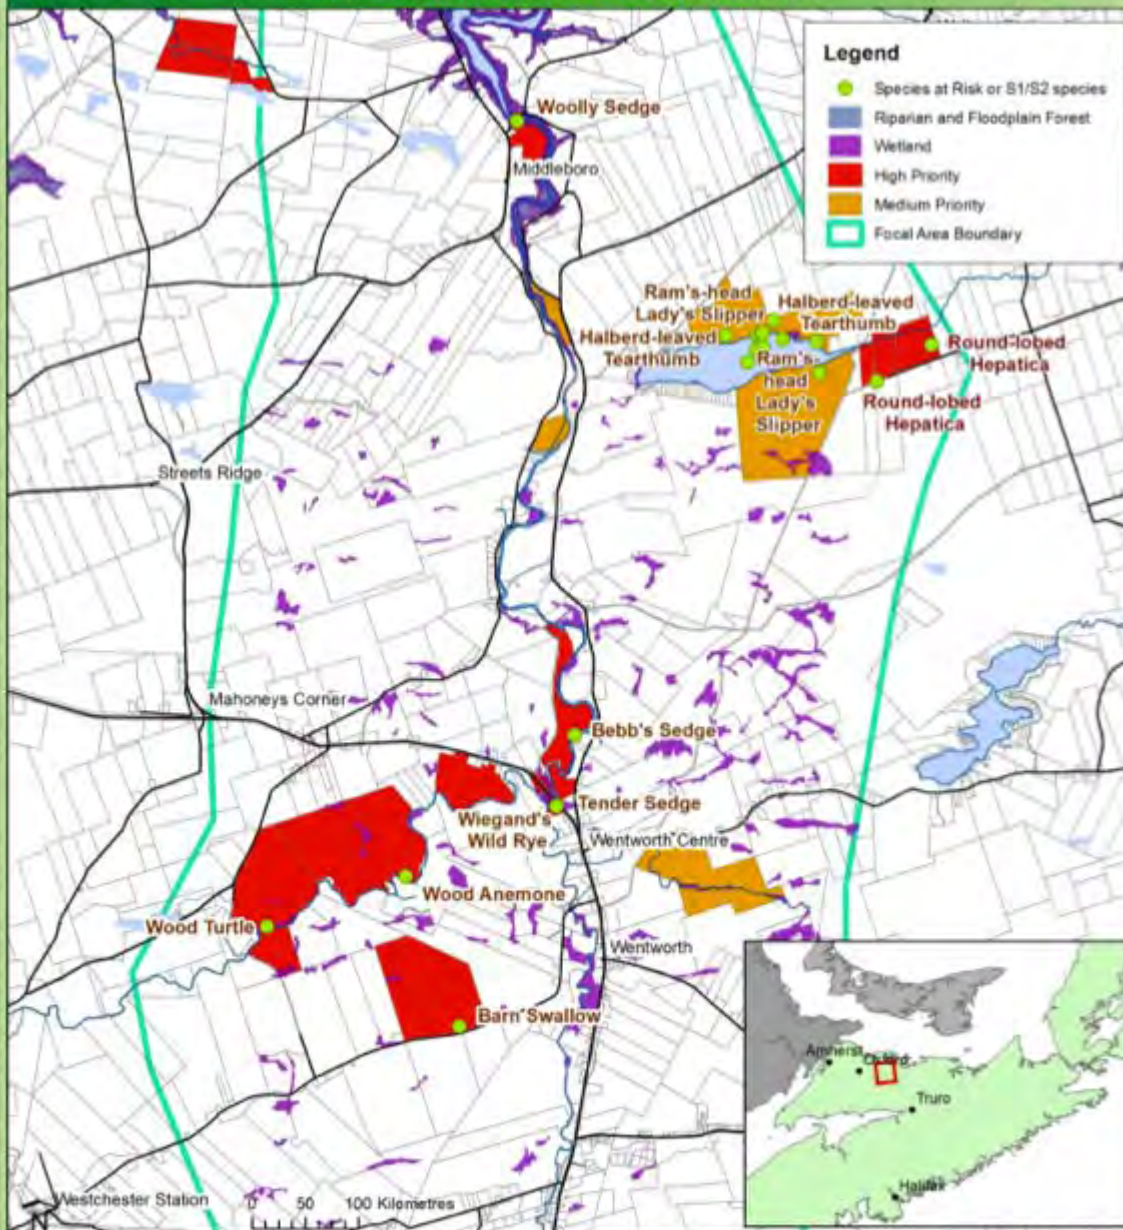 Legend
Species at Risk or S1/S2 species
Riparian and Floodplain Forest
Wetland
High Priority
Medium Priority
Focal Area Boundary
Woolly Sedge
Middleboro
Ram's-head
Lady's Slipper
Halberd-leaved
Tearthumb
Halberd-leaved
Tearthumb
Ram's-
head
Lady's
Slipper
Round-lobed
Hepatica
Round-lobed
Hepatica
Streets Ridge
Mahoneys Corner
Bebb's Sedge
Tender Sedge
Wiegand's
Wild Rye
Wentworth Centre
Wood Anemone
Wood Turtle
Wentworth
Barn Swallow
Amherst
Truro
Halifax
Westchester Station
N
0 50 100 Kilometres